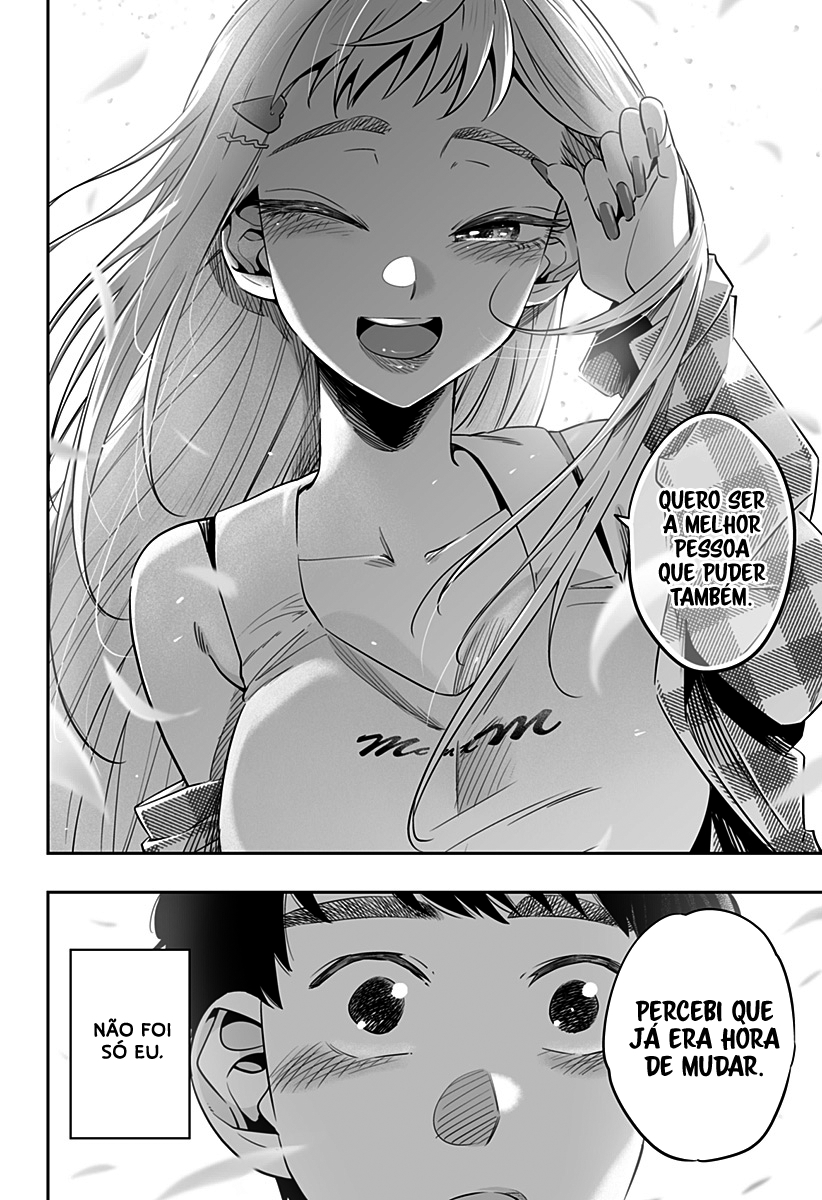 QUERO SER
A MELHOR
PESSOA
QUE PUDER
TAMBÉM.
PERCEBI QUE
JÁ ERA HORA
DE MUDAR.
NÃO FOI
SÓ EU.